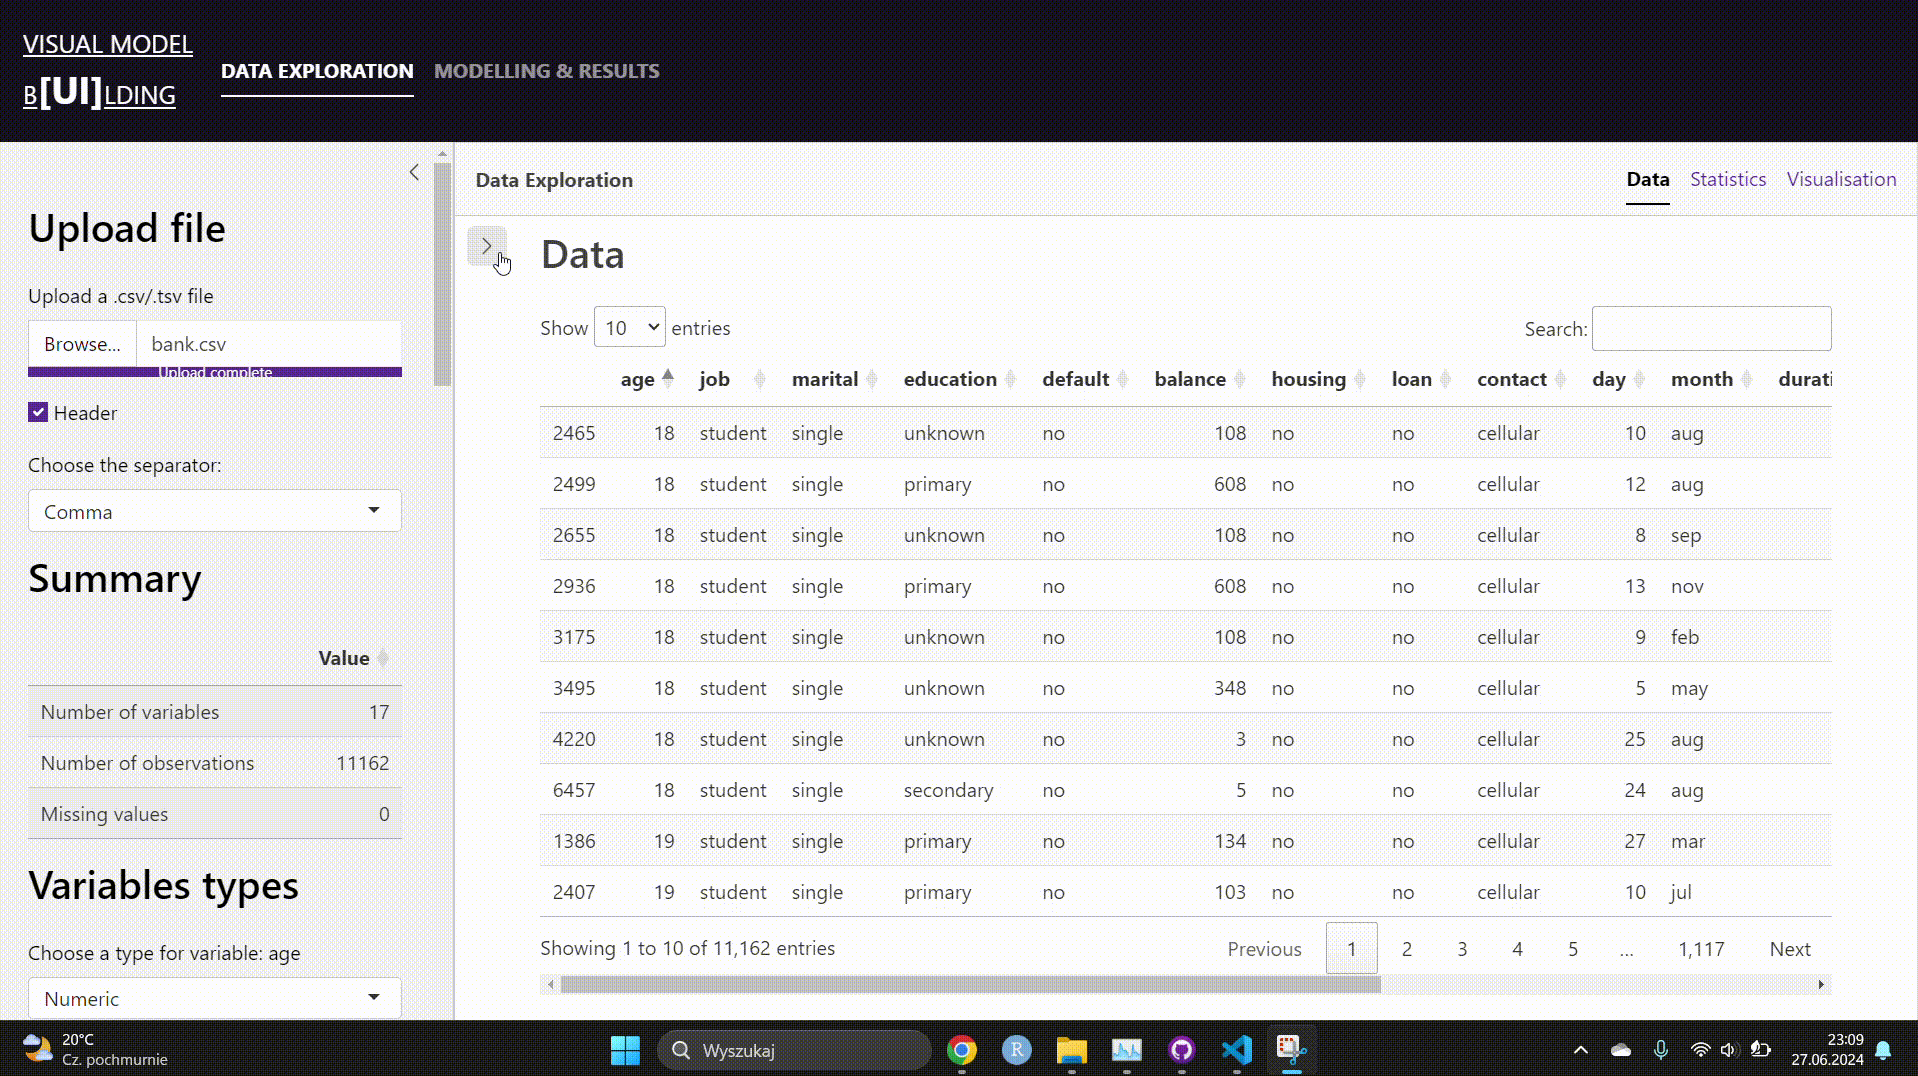 VISUAL MODEL
B[UI]LDING
DATA EXPLORATION MODELLING & RESULTS
Upload file
Upload a .csv/.tsv file
Browse... bank.csv
Upload complete
Header
Choose the separator:
Comma
Summary
Value
Number of variables 17
Number of observations 11162
Missing values 0
Variables types
Choose a type for variable: age
Numeric
Data Exploration
Data Statistics Visualisation
Data
Show 10 entries
Search:
age job marital education default balance housing loan contact day month durati
2465 18 student single unknown no 108 no no cellular 10 aug
2499 18 student single primary no 608 no no cellular 12 aug
2655 18 student single unknown no 108 no no cellular 8 sep
2936 18 student single primary no 608 no no cellular 13 nov
3175 18 student single unknown no 108 no no cellular 9 feb
3495 18 student single unknown no 348 no no cellular 5 may
4220 18 student single unknown no 3 no no cellular 25 aug
6457 18 student single secondary no 5 no no cellular 24 aug
1386 19 student single primary no 134 no no cellular 27 mar
2407 19 student single primary no 103 no no cellular 10 jul
Showing 1 to 10 of 11,162 entries
Previous 1 2 3 4 5 ... 1,117 Next
20°C
Cz. pochmurnie
Wyszukaj
R
23:09
27.06.2024